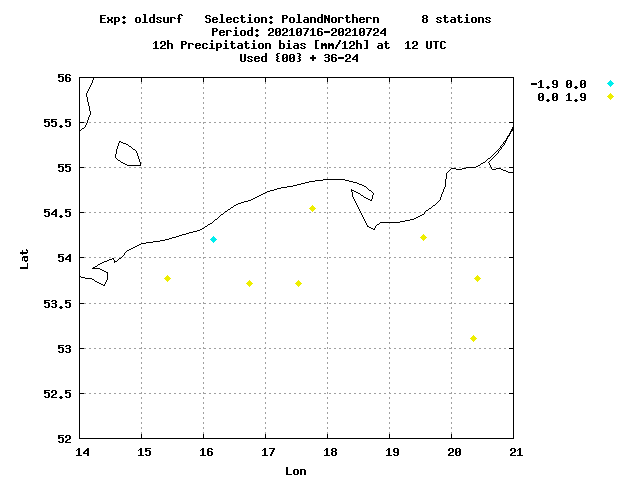 Exp: oldsurf   Selection: PolandNorthern      8 stations
Period: 20210716-20210724
12h Precipitation bias [mm/12h] at  12 UTC
Used {00} + 36-24
-1.9 0.0
0.0 1.9
56
55.5
55
54.5
54
53.5
53
52.5
52
Lat
14 15 16 17 18 19 20 21
Lon